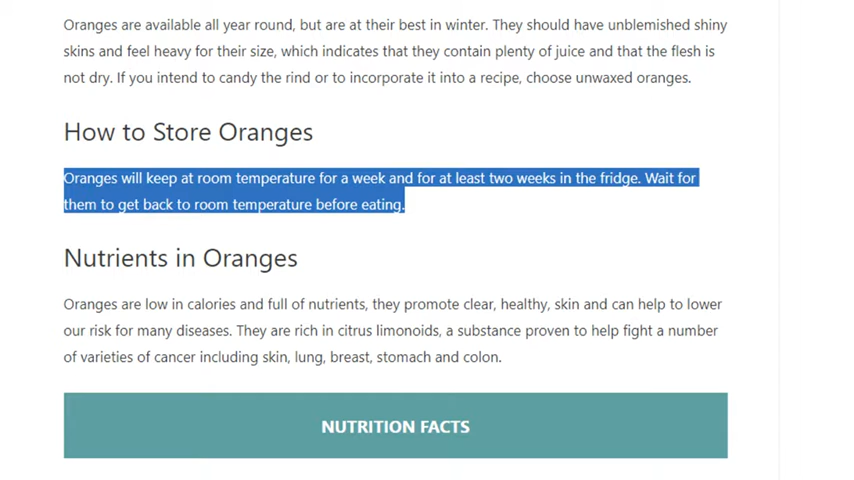 Oranges are available all year round, but are at their best in winter. They should have unblemished shiny
skins and feel heavy for their size, which indicates that they contain plenty of juice and that the flesh is
not dry. If you intend to candy the rind or to incorporate it into a recipe, choose unwaxed oranges.
How to Store Oranges
Oranges will keep at room temperature for a week and for at least two weeks in the fridge. Wait for
them to get back to room temperature before eating.
Nutrients in Oranges
Oranges are low in calories and full of nutrients, they promote clear, healthy, skin and can help to lower
our risk for many diseases. They are rich in citrus limonoids, a substance proven to help fight a number
of varieties of cancer including skin, lung, breast, stomach and colon.
NUTRITION FACTS